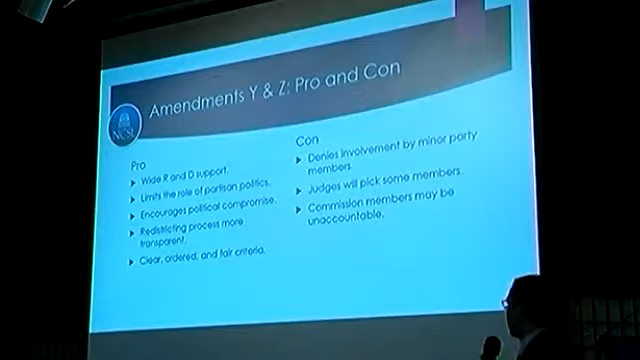 Amendments Y & Z: Pro and Con
NCSL
Pro
Wide R and D support.
Limits the role of partisan politics.
Encourages political compromise.
Redistricting process more
transparent.
Clear, ordered, and fair criteria.
Con
Denies involvement by minor party
members
Judges will pick some members.
Commission members may be
unaccountable.